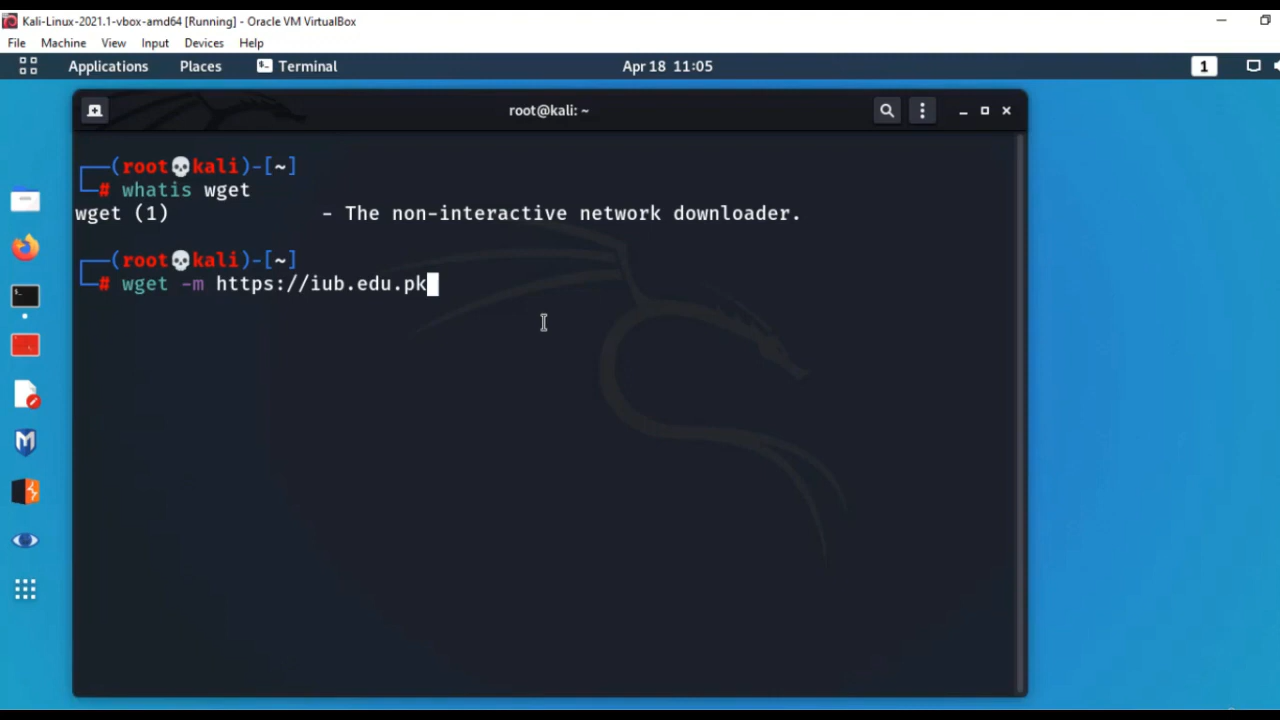 Kali-Linux-2021.1-vbox-amd64 [Running] - Oracle VM VirtualBox
File Machine View Input Devices Help
Applications Places Terminal Apr 18 11:05 1
root@kali: ~
┌──(root💀kali)-[~]
└─# whatis wget
wget (1) - The non-interactive network downloader.
┌──(root💀kali)-[~]
└─# wget -m https://iub.edu.pk